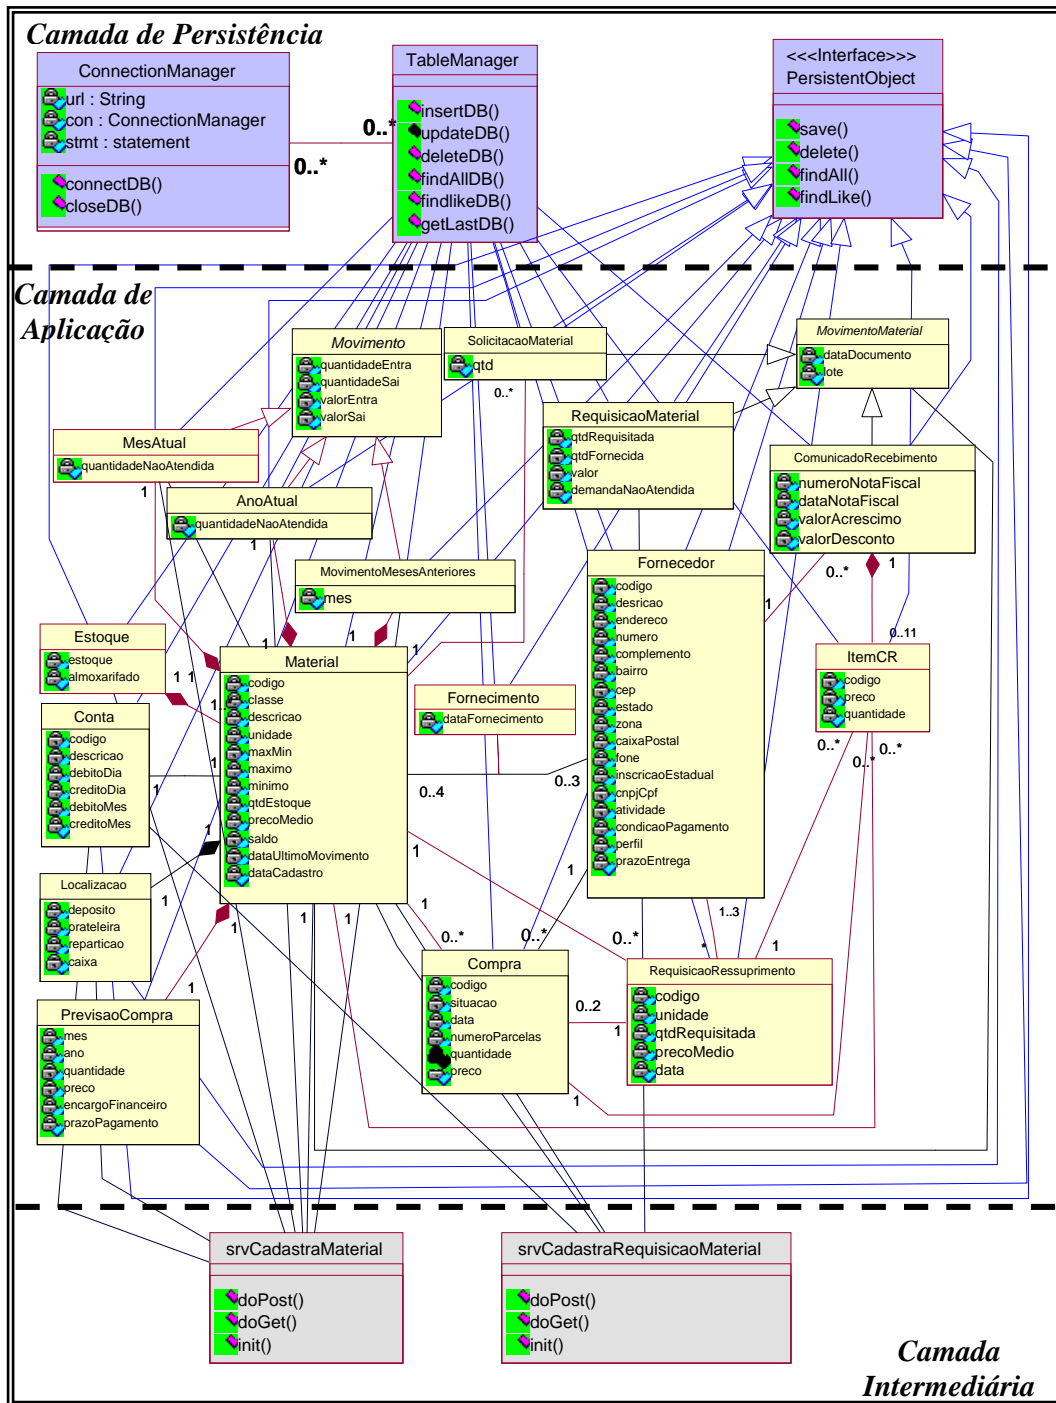 Camada de Persistência
ConnectionManager
url : String
con : ConnectionManager
stmt : statement
connectDB()
closeDB()
0..*
0..*
TableManager
insertDB()
updateDB()
deleteDB()
findAllDB()
findlikeDB()
getLastDB()
<<<Interface>>>
PersistentObject
save()
delete()
findAll()
findLike()
Camada de
Aplicação
Movimento
quantidadeEntra
quantidadeSai
valorEntra
valorSai
SolicitacaoMaterial
qtd
0..*
MovimentoMaterial
dataDocumento
lote
MesAtual
quantidadeNaoAtendida
1
AnoAtual
quantidadeNaoAtendida
1
RequisicaoMaterial
qtdRequisitada
qtdFornecida
valor
demandaNaoAtendida
ComunicadoRecebimento
numeroNotaFiscal
dataNotaFiscal
valorAcrescimo
valorDesconto
0..*
1
MovimentoMesesAnteriores
mes
1
1
1
Fornecedor
codigo
desricao
endereco
numero
complemento
bairro
cep
estado
zona
caixaPostal
fone
inscricaoEstadual
cnpjCpf
atividade
condicaoPagamento
perfil
prazoEntrega
1
0..11
ItemCR
codigo
preco
quantidade
0..*
0..*
0..*
Estoque
estoque
almoxarifado
1
1
1..
Material
codigo
classe
descricao
unidade
maxMin
maximo
minimo
qtdEstoque
precoMedio
saldo
dataUltimoMovimento
dataCadastro
Fornecimento
dataFornecimento
0..4
0..3
Conta
codigo
descricao
debitoDia
creditoDia
debitoMes
creditoMes
1
1
1
1
1
1
Localizacao
deposito
prateleira
reparticao
caixa
1
1
1
1
1
1
1..3
0..*
0..*
0..*
*
1
Compra
codigo
situacao
data
numeroParcelas
quantidade
preco
0..2
1
1
RequisicaoRessuprimento
codigo
unidade
qtdRequisitada
precoMedio
data
PrevisaoCompra
mes
ano
quantidade
preco
encargoFinanceiro
prazoPagamento
srvCadastraMaterial
doPost()
doGet()
init()
srvCadastraRequisicaoMaterial
doPost()
doGet()
init()
Camada
Intermediária